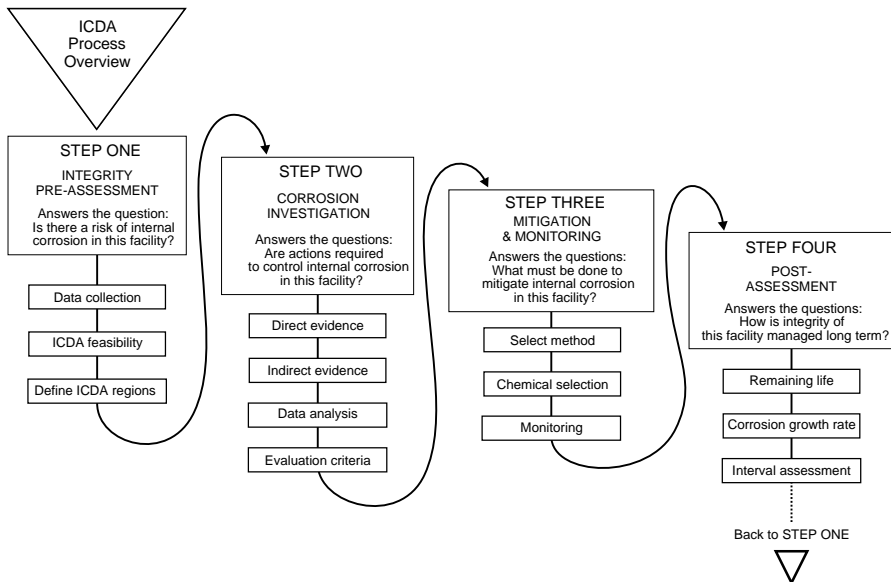 ICDA
Process
Overview
STEP ONE
INTEGRITY
PRE-ASSESSMENT
Answers the question:
Is there a risk of internal
corrosion in this facility?
Data collection
ICDA feasibility
Define ICDA regions
STEP TWO
CORROSION
INVESTIGATION
Answers the questions:
Are actions required
to control internal corrosion
in this facility?
Direct evidence
Indirect evidence
Data analysis
Evaluation criteria
STEP THREE
MITIGATION
& MONITORING
Answers the questions:
What must be done to
mitigate internal corrosion
in this facility?
Select method
Chemical selection
Monitoring
STEP FOUR
POST-
ASSESSMENT
Answers the questions:
How is integrity of
this facility managed long term?
Remaining life
Corrosion growth rate
Interval assessment
Back to STEP ONE